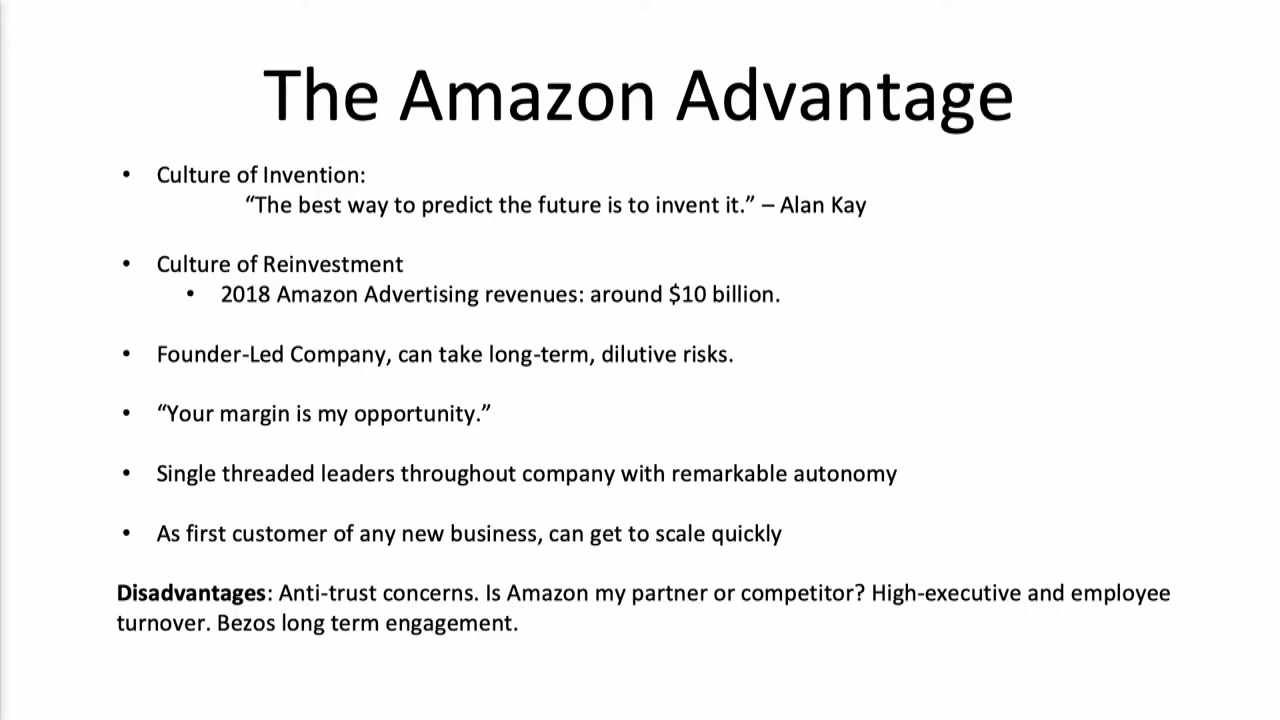 The Amazon Advantage
• Culture of Invention:
“The best way to predict the future is to invent it.” – Alan Kay
• Culture of Reinvestment
• 2018 Amazon Advertising revenues: around $10 billion.
• Founder-Led Company, can take long-term, dilutive risks.
• “Your margin is my opportunity.”
• Single threaded leaders throughout company with remarkable autonomy
• As first customer of any new business, can get to scale quickly
Disadvantages: Anti-trust concerns. Is Amazon my partner or competitor? High-executive and employee
turnover. Bezos long term engagement.